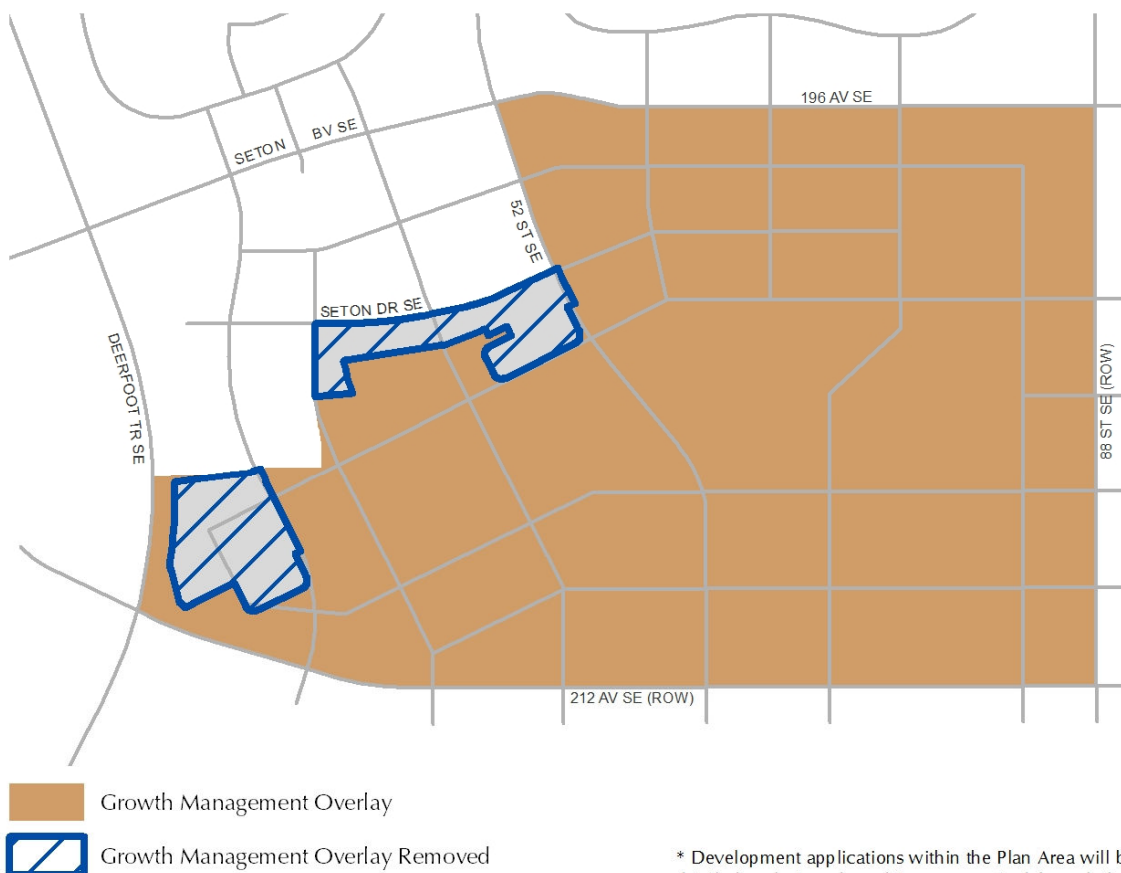 196 AV SE
SETON BV SE
52 ST SE
SETON DR SE
DEERFOOT TR SE
88 ST SE (ROW)
212 AV SE (ROW)
Growth Management Overlay
Growth Management Overlay Removed
* Development applications within the Plan Area will b